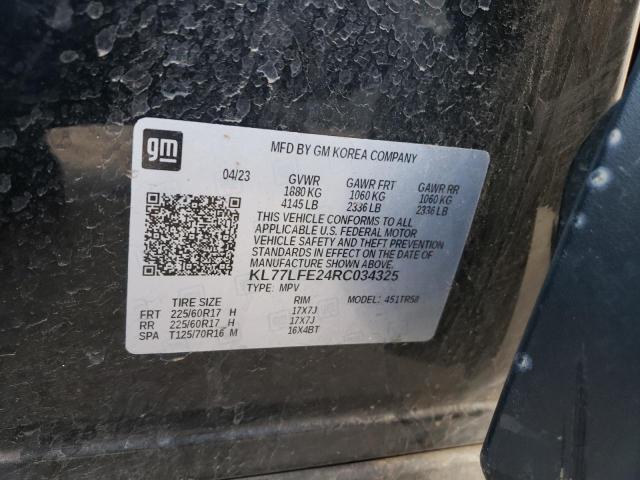 gm
MFD BY GM KOREA COMPANY
04/23 GVWR GAWR FRT GAWR RR
1880 KG 1060 KG 1060 KG
4145 LB 2336 LB 2336 LB
THIS VEHICLE CONFORMS TO ALL
APPLICABLE U.S. FEDERAL MOTOR
VEHICLE SAFETY AND THEFT PREVENTION
STANDARDS IN EFFECT ON THE DATE OF
MANUFACTURE SHOWN ABOVE.
KL77LFE24RC034325
TYPE: MPV MODEL: 451TR58
TIRE SIZE RIM
FRT 225/60R17 H 17X7J
RR 225/60R17 H 17X7J
SPA T125/70R16 M 16X4BT